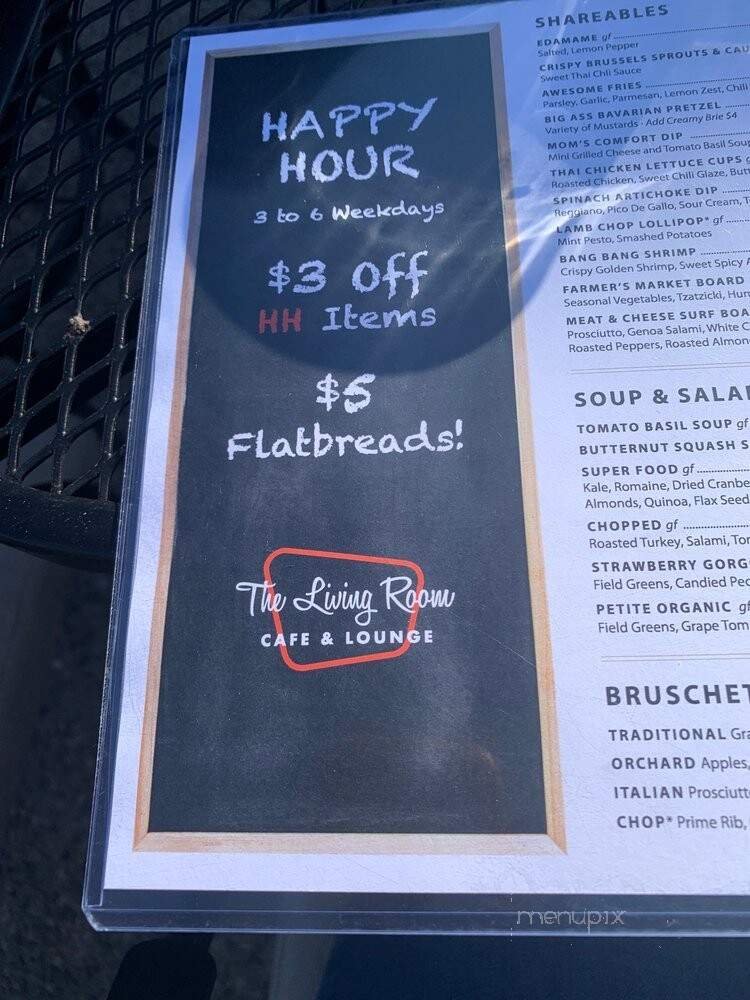 HAPPY
HOUR
3 to 6 Weekdays
$3 off
HH Items
$5
Flatbreads!
The Living Room
CAFE & LOUNGE
SHAREABLES
EDAMAME gf
Salted, Lemon Pepper
CRISPY BRUSSELS SPROUTS &
Sweet Thai Chli Sauce
AWESOME FRIES
Parsley, Garlic, Parmesan, Lemon Zest, Chili
BIG ASS BAVARIAN PRETZEL
Variety of Mustards · Add Creamy Brie $4
MOM'S COMFORT DIP
Mini Grilled Cheese and Tomato Basil Soup
THAI CHICKEN LETTUCE CUPS
Roasted Chicken, Sweet Chili Glaze,
SPINACH ARTICHOKE DIP
Reggiano, Pico De Gallo, Sour Cream,
LAMB CHOP LOLLIPOP* gf
Mint Pesto, Smashed Potatoes
BANG BANG SHRIMP
Crispy Golden Shrimp, Sweet Spicy
FARMER'S MARKET BOARD
Seasonal Vegetables, Tzatzicki,
MEAT & CHEESE SURF
Prosciutto, Genoa Salami, White
Roasted Peppers, Roasted
SOUP &
TOMATO BASIL SOUP gf
BUTTERNUT SQUASH
SUPER FOOD gf
Kale, Romaine, Dried
Almonds, Quinoa, Flax Seed
CHOPPED gf
Roasted Turkey, Salami,
STRAWBERRY
Field Greens, Candied
PETITE ORGANIC gf
Field Greens, Grape
TRADITIONAL
ORCHARD Apples,
ITALIAN
CHOP* Prime Rib,
menupix